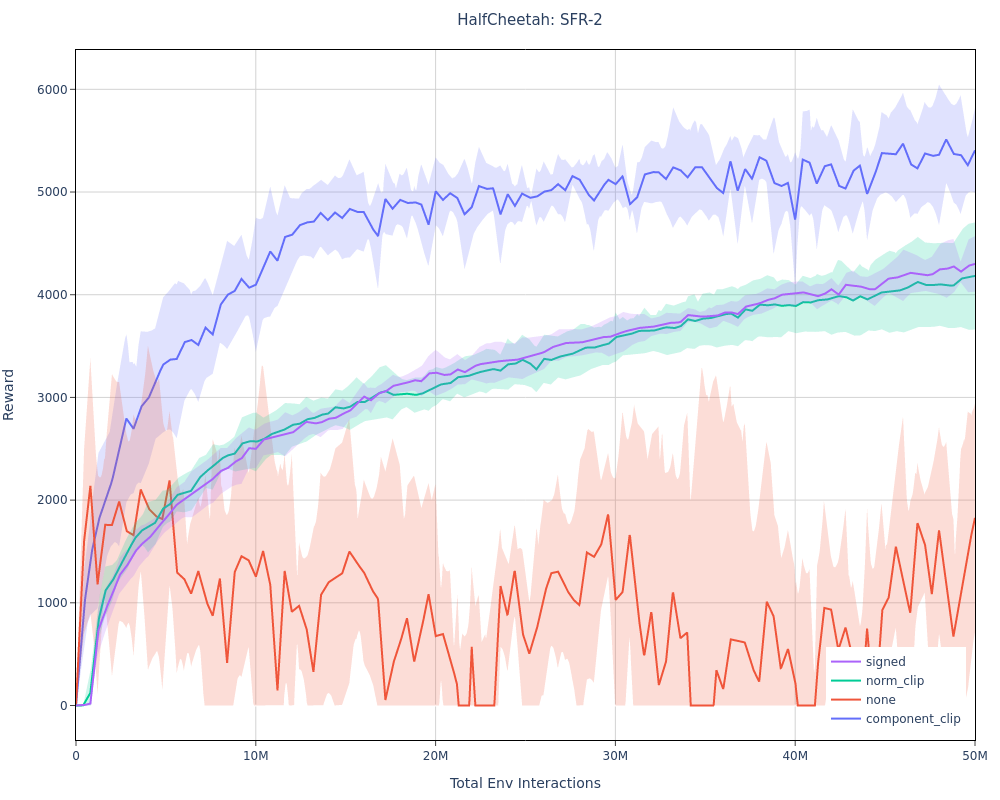 HalfCheetah: SFR-2
6000
5000
4000
3000
2000
1000
0
Reward
0
10M
20M
30M
40M
50M
Total Env Interactions
signed
norm_clip
none
component_clip